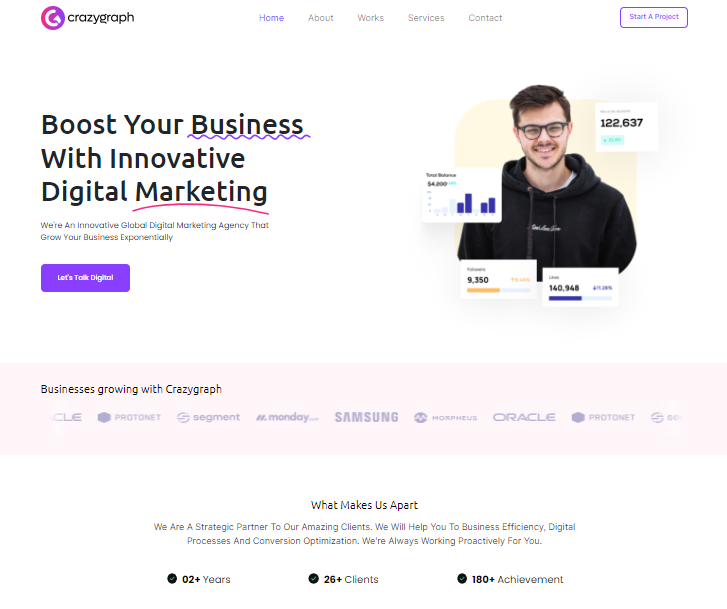 crazygraph
Home
About
Works
Services
Contact
Start A Project
Boost Your Business
With Innovative
Digital Marketing
We're An Innovative Global Digital Marketing Agency That
Grow Your Business Exponentially
Let's Talk Digital
122,637
Total Balance
$4,200
Followers
9,350
Likes
140,948
11.28%
Businesses growing with Crazygraph
CLE
PROTONET
segment
monday.com
SAMSUNG
MORPHEUS
ORACLE
PROTONET
What Makes Us Apart
We Are A Strategic Partner To Our Amazing Clients. We Will Help You To Business Efficiency, Digital
Processes And Conversion Optimization. We're Always Working Proactively For You.
02+ Years
26+ Clients
180+ Achievement